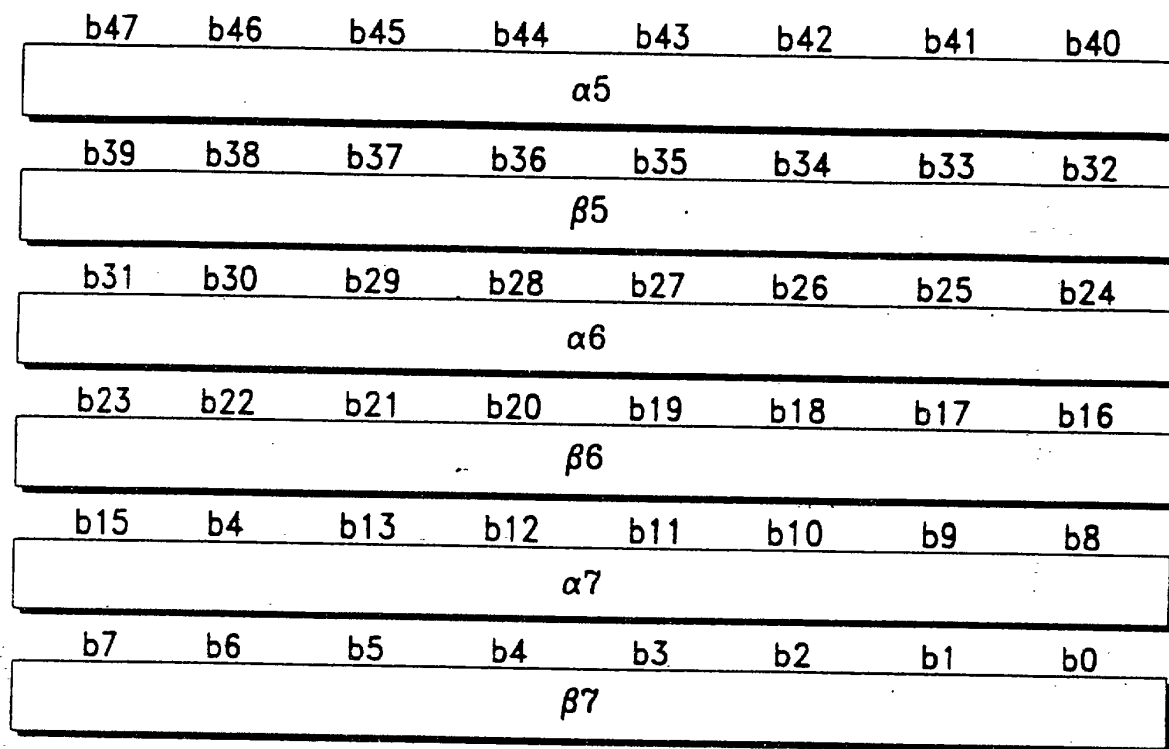 b47 b46 b45 b44 b43 b42 b41 b40
α5
b39 b38 b37 b36 b35 b34 b33 b32
β5
b31 b30 b29 b28 b27 b26 b25 b24
α6
b23 b22 b21 b20 b19 b18 b17 b16
β6
b15 b4 b13 b12 b11 b10 b9 b8
α7
b7 b6 b5 b4 b3 b2 b1 b0
β7